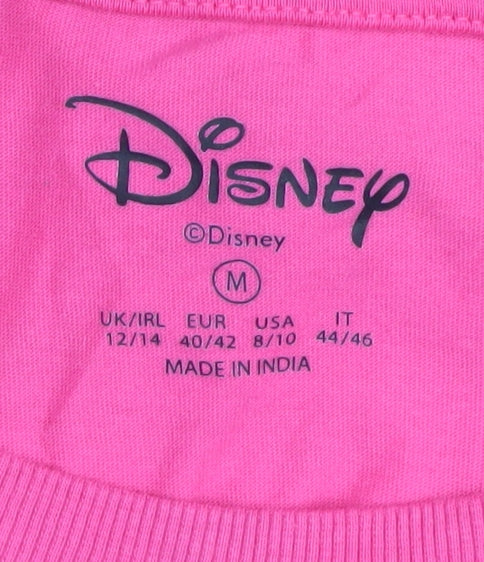 Disney
©Disney
M
UK/IRL EUR USA IT
12/14 40/42 8/10 44/46
MADE IN INDIA